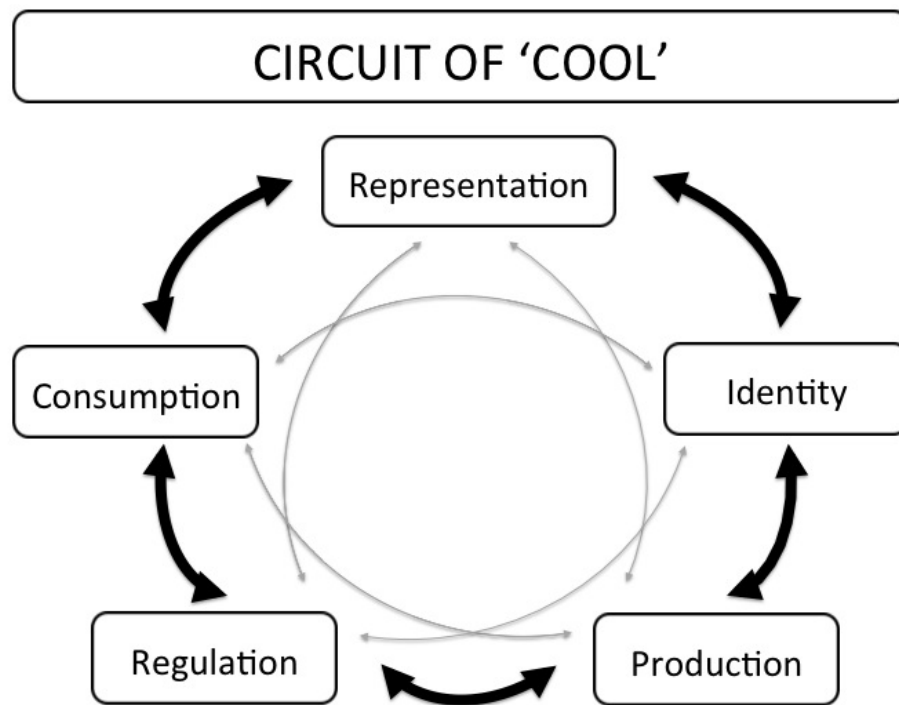 CIRCUIT OF ‘COOL’
Representation
Consumption
Identity
Regulation
Production